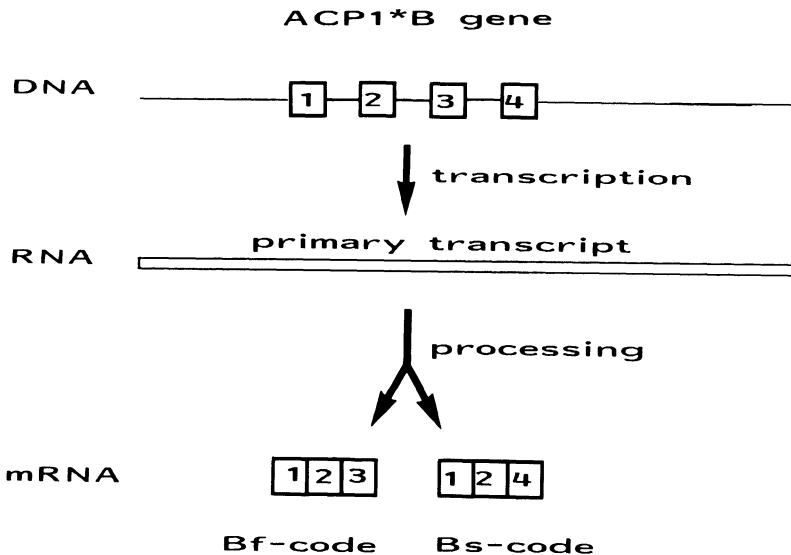 ACP1*B gene
DNA
1 2 3 4
transcription
primary transcript
RNA
processing
mRNA
1 2 3 1 2 4
Bf-code Bs-code